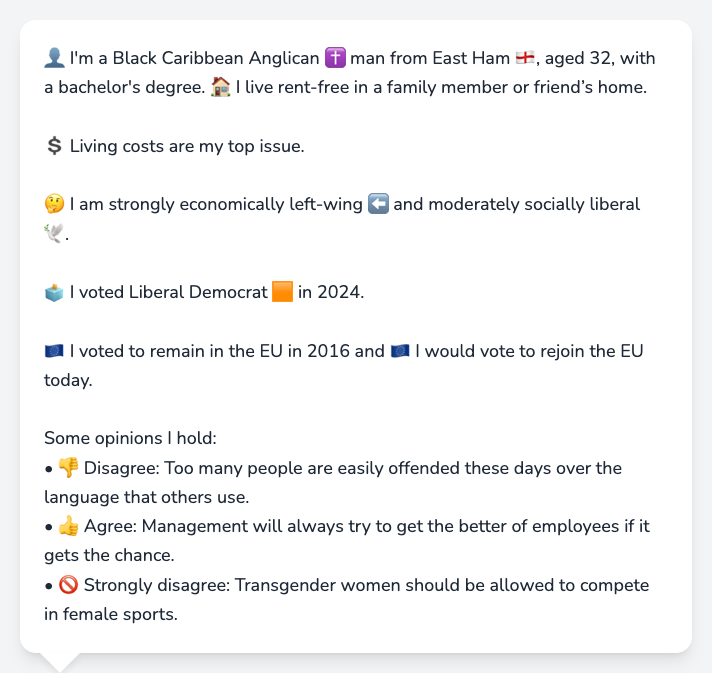 👤 I'm a Black Caribbean Anglican ✝️ man from East Ham 🏴󠁧󠁢󠁥󠁮󠁧󠁿, aged 32, with
a bachelor's degree. 🏠 I live rent-free in a family member or friend’s home.
💲 Living costs are my top issue.
🤔 I am strongly economically left-wing ⬅️ and moderately socially liberal
🕊️.
🗳️ I voted Liberal Democrat 🟧 in 2024.
🇪🇺 I voted to remain in the EU in 2016 and 🇪🇺 I would vote to rejoin the EU
today.
Some opinions I hold:
• 👎 Disagree: Too many people are easily offended these days over the
language that others use.
• 👍 Agree: Management will always try to get the better of employees if it
gets the chance.
• 🚫 Strongly disagree: Transgender women should be allowed to compete
in female sports.